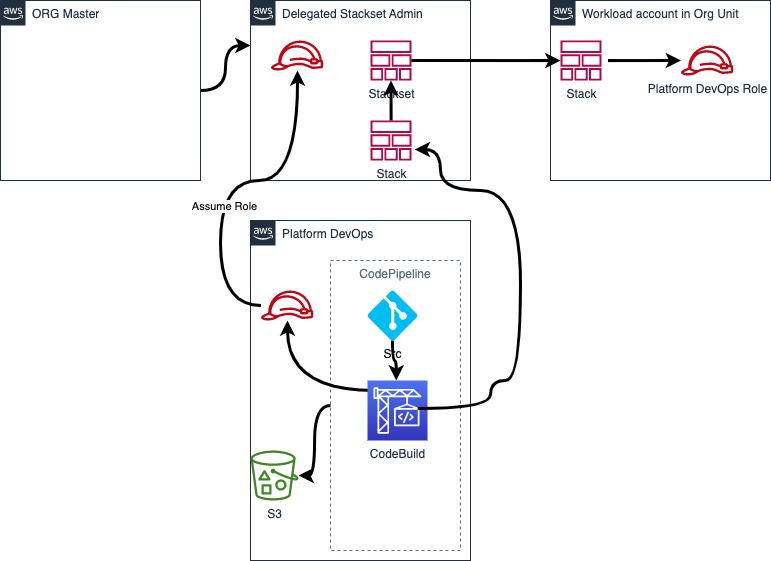 aws
ORG Master
aws
Delegated Stackset Admin
aws
Workload account in Org Unit
Stackset
Stack
Platform DevOps Role
Stack
Assume Role
aws
Platform DevOps
CodePipeline
Src
</>
CodeBuild
S3